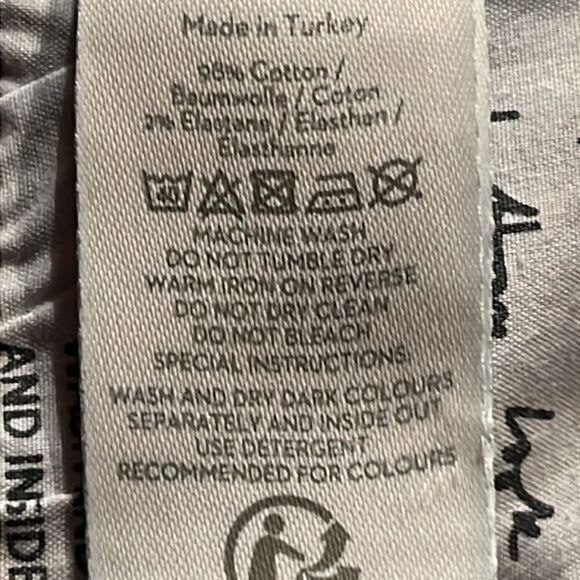 Made in Turkey
98% Cotton /
Baumwolle / Coton
2% Elastane / Elasthan /
Elasthanne
40
MACHINE WASH
DO NOT TUMBLE DRY
WARM IRON ON REVERSE
DO NOT DRY CLEAN
DO NOT BLEACH
SPECIAL INSTRUCTIONS:
WASH AND DRY DARK COLOURS
SEPARATELY AND INSIDE OUT
USE DETERGENT
RECOMMENDED FOR COLOURS
AND INSIDE